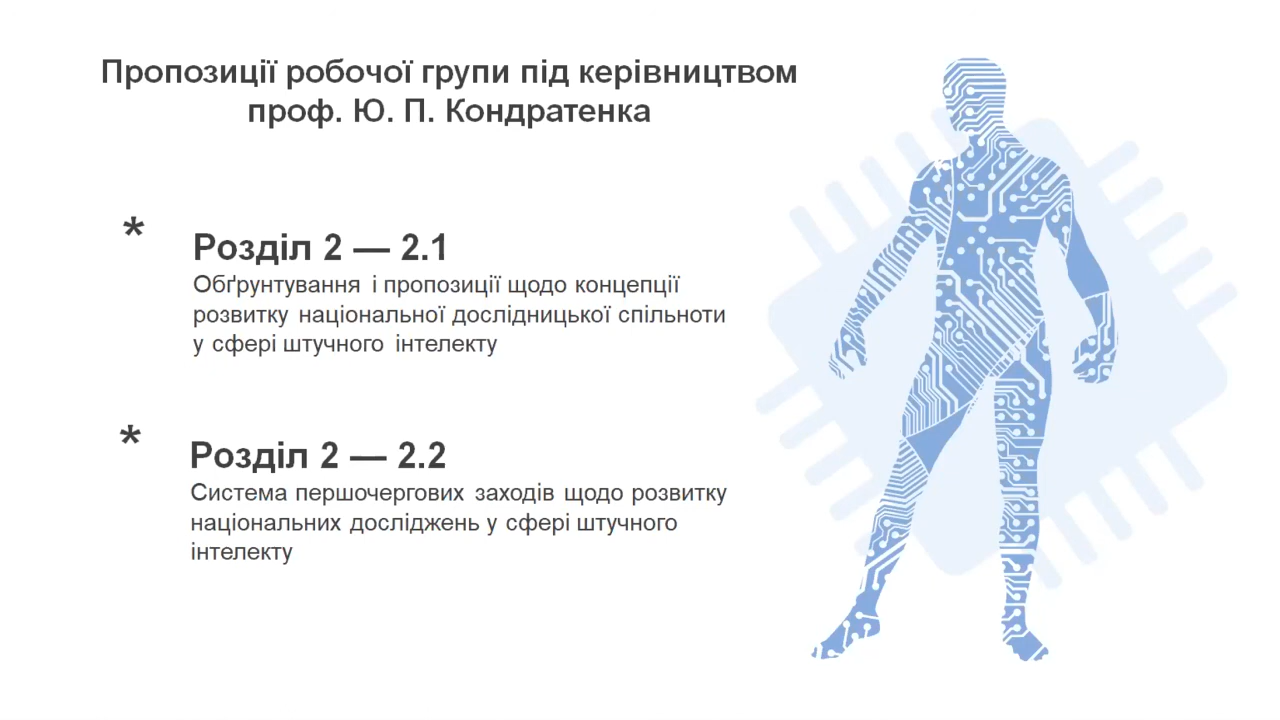 Пропозиції робочої групи під керівництвом
проф. Ю. П. Кондратенка
* Розділ 2 — 2.1
Обґрунтування і пропозиції щодо концепції
розвитку національної дослідницької спільноти
у сфері штучного інтелекту
* Розділ 2 — 2.2
Система першочергових заходів щодо розвитку
національних досліджень у сфері штучного
інтелекту